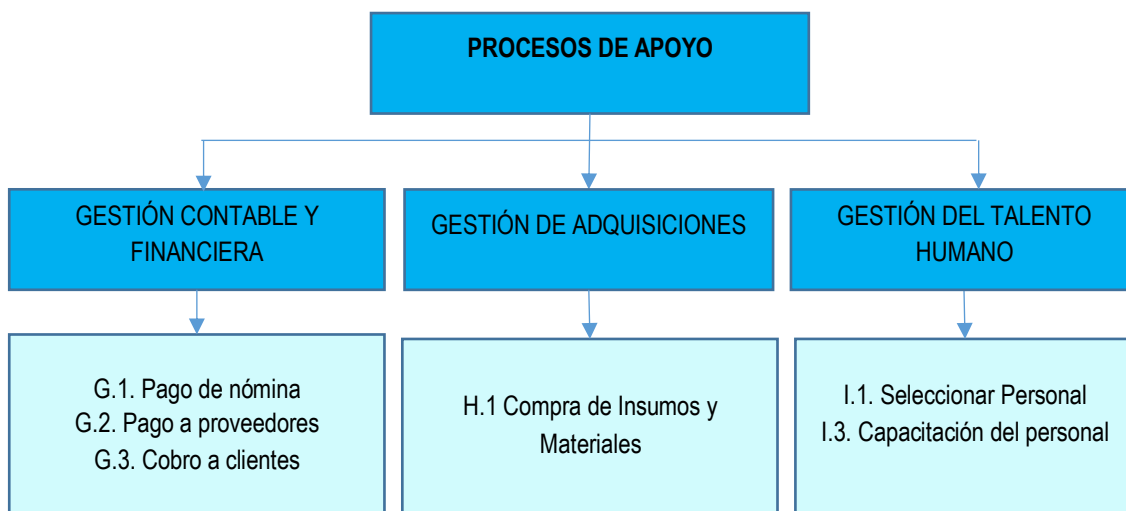 PROCESOS DE APOYO
GESTIÓN CONTABLE Y
FINANCIERA
GESTIÓN DE ADQUISICIONES
GESTIÓN DEL TALENTO
HUMANO
G.1. Pago de nómina
G.2. Pago a proveedores
G.3. Cobro a clientes
H.1 Compra de Insumos y
Materiales
I.1. Seleccionar Personal
I.3. Capacitación del personal